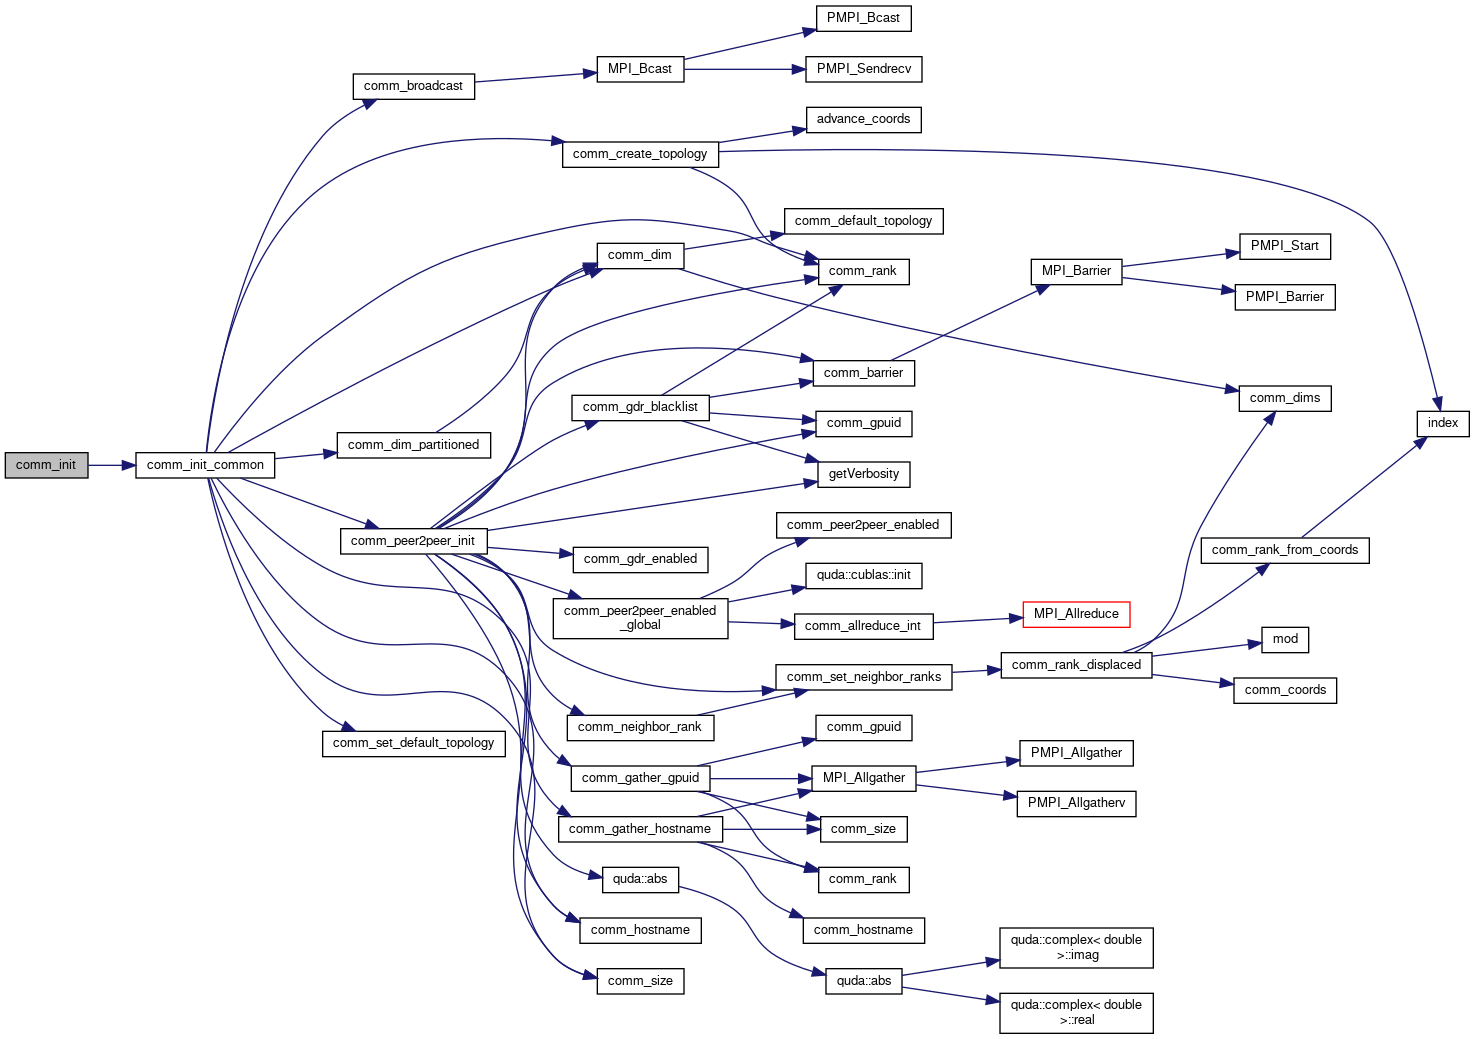 PMPI_Bcast
MPI_Bcast
PMPI_Sendrecv
comm_broadcast
advance_coords
comm_create_topology
comm_default_topology
comm_dim
PMPI_Start
comm_rank
MPI_Barrier
PMPI_Barrier
comm_barrier
comm_dims
comm_gdr_blacklist
comm_gpuid
index
comm_dim_partitioned
comm_init
comm_init_common
getVerbosity
comm_peer2peer_enabled
comm_peer2peer_init
comm_rank_from_coords
comm_gdr_enabled
quda::cublas::init
comm_peer2peer_enabled
_global
MPI_Allreduce
comm_allreduce_int
mod
comm_rank_displaced
comm_set_neighbor_ranks
comm_coords
comm_neighbor_rank
comm_gpuid
comm_set_default_topology
PMPI_Allgather
comm_gather_gpuid
MPI_Allgather
PMPI_Allgatherv
comm_gather_hostname
comm_size
quda::abs
comm_rank
comm_hostname
comm_hostname
quda::complex< double
>::imag
comm_size
quda::abs
quda::complex< double
>::real